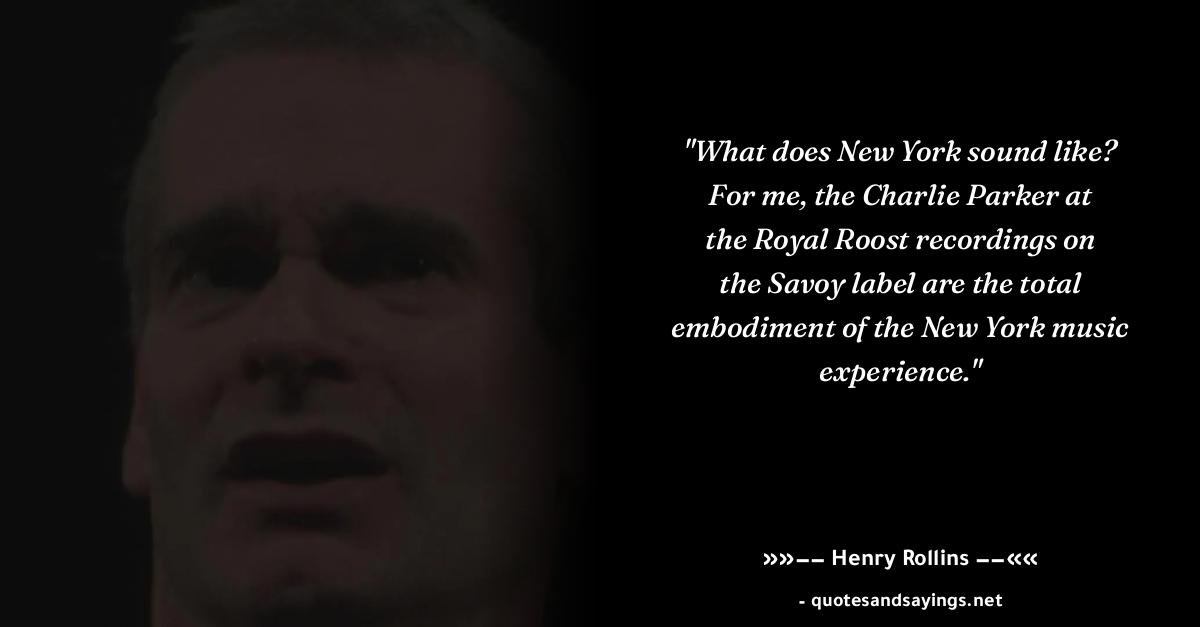 "What does New York sound like?
For me, the Charlie Parker at
the Royal Roost recordings on
the Savoy label are the total
embodiment of the New York music
experience."
»»−− Henry Rollins −−««
- quotesandsayings.net